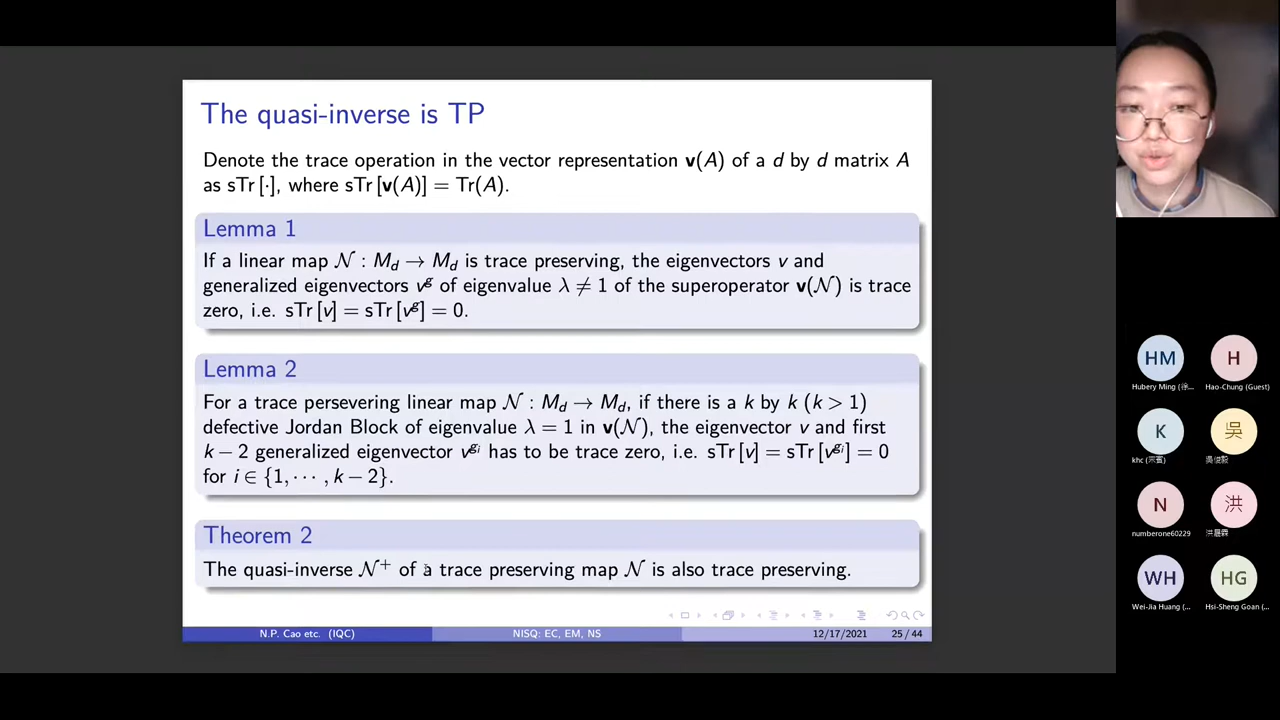 The quasi-inverse is TP
Denote the trace operation in the vector representation v(A) of a d by d matrix A
as sTr [·], where sTr [v(A)] = Tr(A).
Lemma 1
If a linear map 𝒩 : M_d → M_d is trace preserving, the eigenvectors v and
generalized eigenvectors v^g of eigenvalue λ ≠ 1 of the superoperator v(𝒩) is trace
zero, i.e. sTr [v] = sTr [v^g] = 0.
Lemma 2
For a trace persevering linear map 𝒩 : M_d → M_d, if there is a k by k (k > 1)
defective Jordan Block of eigenvalue λ = 1 in v(𝒩), the eigenvector v and first
k − 2 generalized eigenvector v^{g_i} has to be trace zero, i.e. sTr [v] = sTr [v^{g_i}] = 0
for i ∈ {1, ··· , k − 2}.
Theorem 2
The quasi-inverse 𝒩^+ of a trace preserving map 𝒩 is also trace preserving.
N.P. Cao etc. (IQC)
NISQ: EC, EM, NS
12/17/2021
25 / 44
HM
H
Hubery Ming (徐...
Hao-Chung (Guest)
K
吳
N
洪
numberone60229
WH
HG
Wei-Jia Huang (...
Hsi-Sheng Goan (...